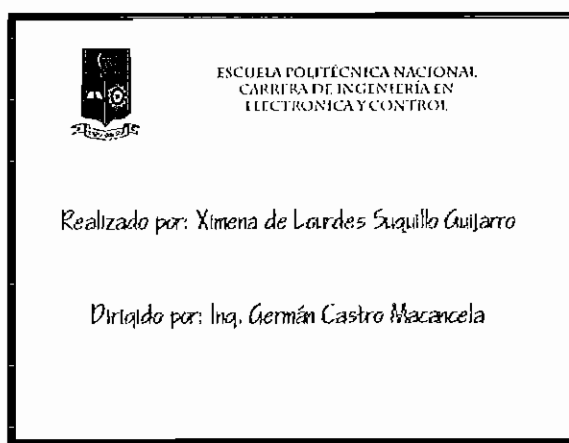 ESCUELA POLITÉCNICA NACIONAL
CARRERA DE INGENIERÍA EN
ELECTRONICA Y CONTROL
Realizado por: Ximena de Lourdes Suquillo Guijarro
Dirigido por: Ing. Germán Castro Macancela